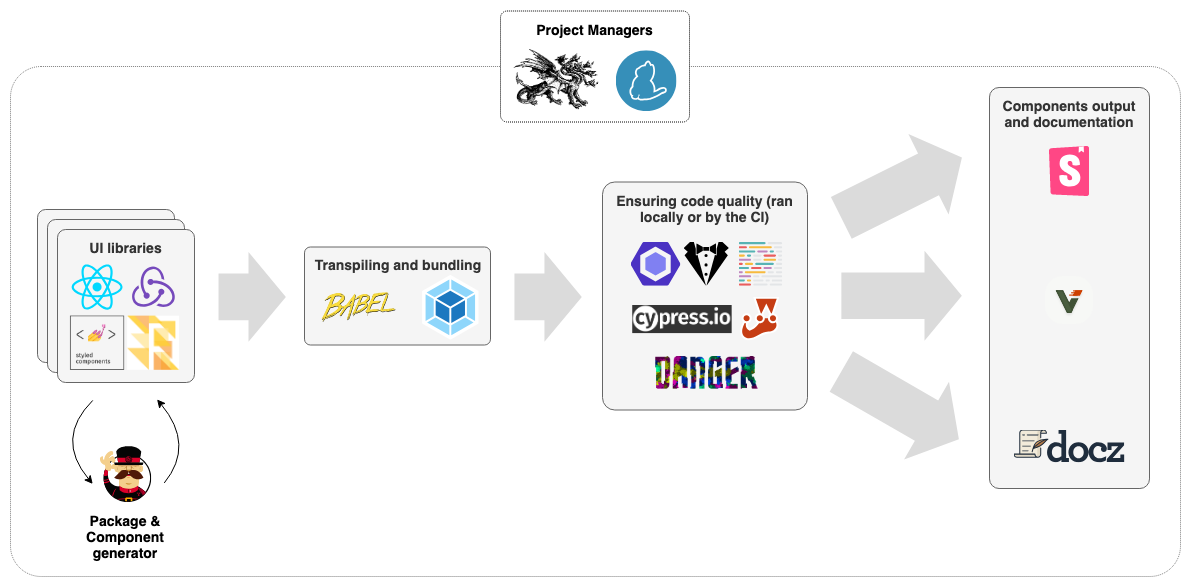 Project Managers
Components output
and documentation
S
Ensuring code quality (ran
locally or by the CI)
UI libraries
Transpiling and bundling
BABEL
cypress.io
< >
styled
components
DANGER
V
docz
Package &
Component
generator